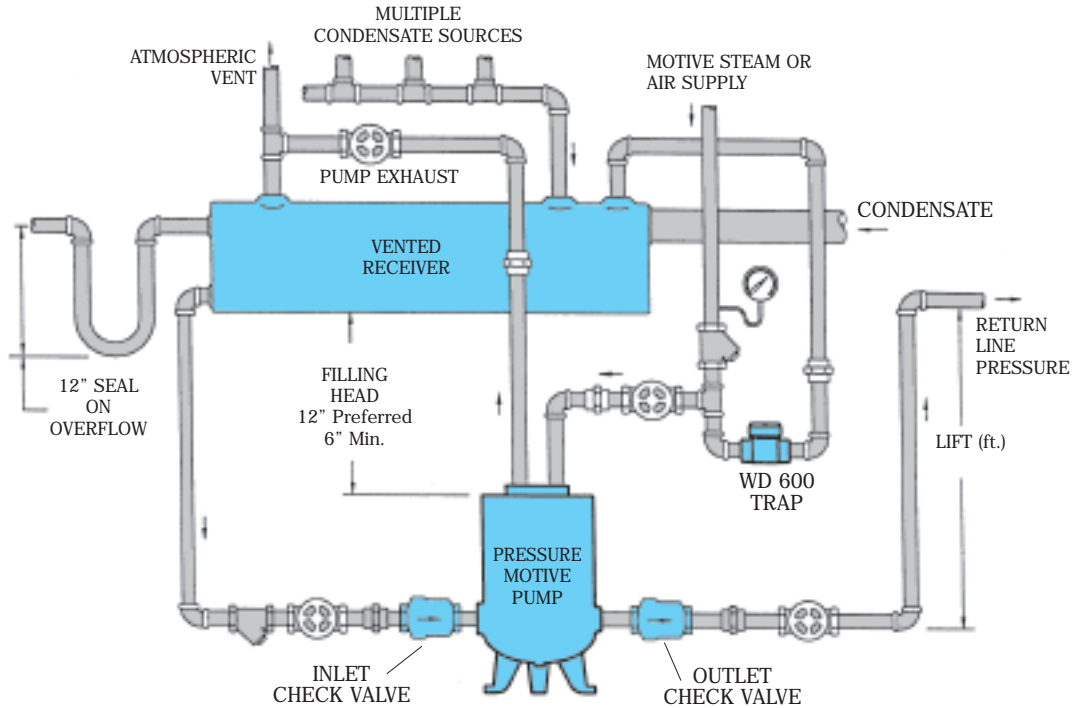 MULTIPLE
CONDENSATE SOURCES
ATMOSPHERIC
VENT
MOTIVE STEAM OR
AIR SUPPLY
PUMP EXHAUST
CONDENSATE
VENTED
RECEIVER
RETURN
LINE
PRESSURE
12” SEAL
ON
OVERFLOW
FILLING
HEAD
12” Preferred
6” Min.
LIFT (ft.)
WD 600
TRAP
PRESSURE
MOTIVE
PUMP
INLET
CHECK VALVE
OUTLET
CHECK VALVE